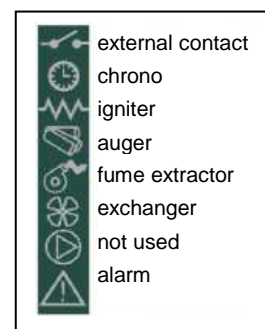 external contact
chrono
igniter
auger
fume extractor
exchanger
not used
alarm